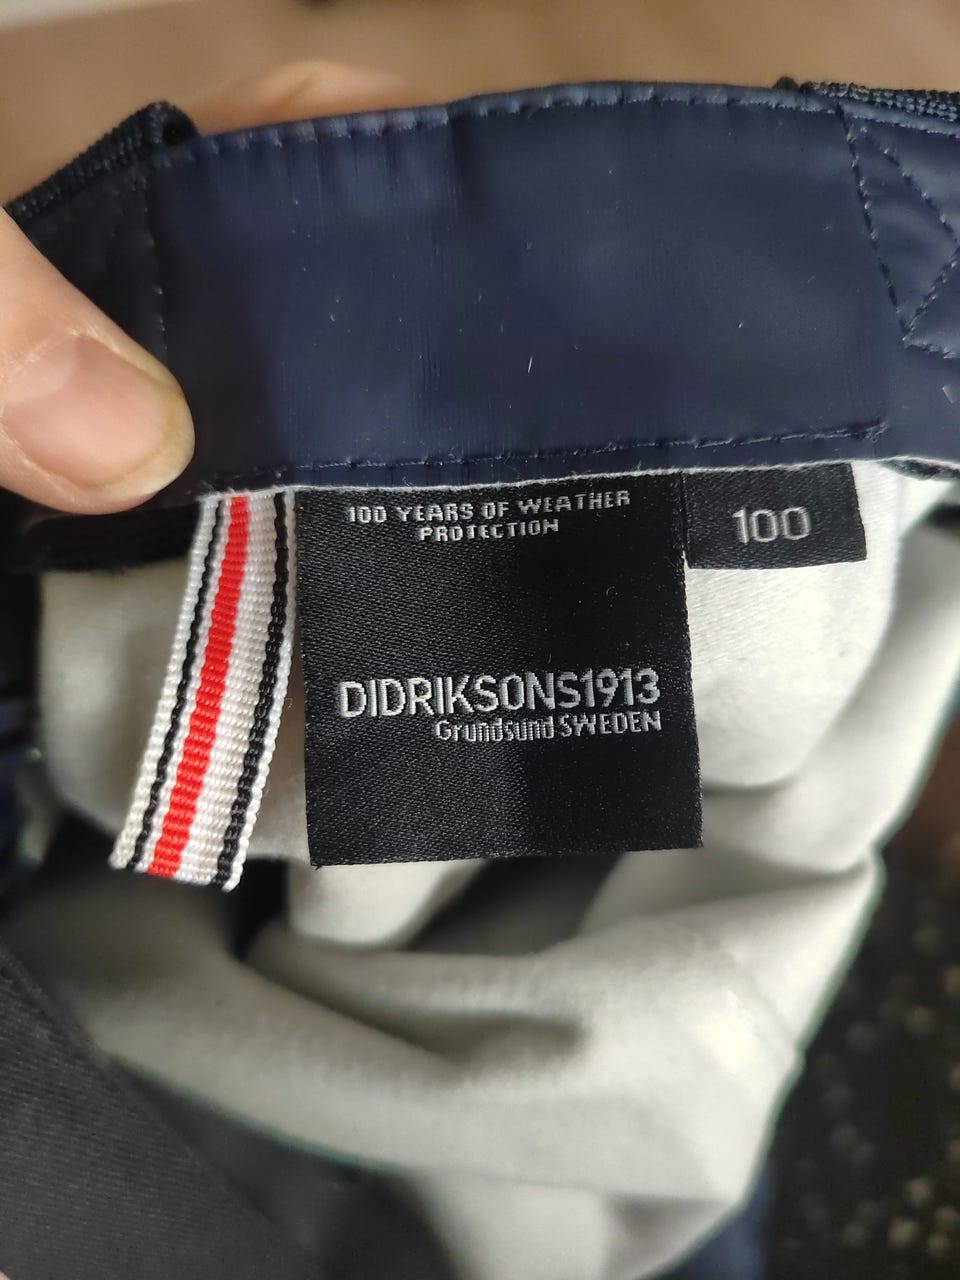 100 YEARS OF WEATHER
PROTECTION
100
DIDRIKSONS1913
Grundsund SWEDEN